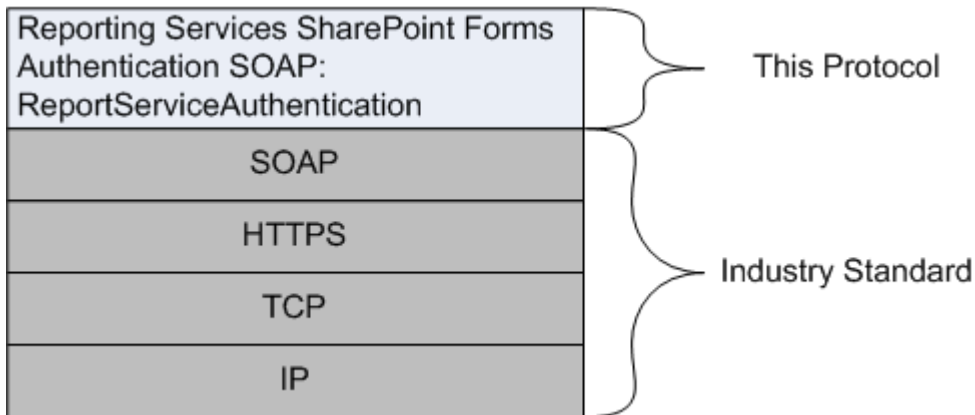 Reporting Services SharePoint Forms
Authentication SOAP:
ReportServiceAuthentication
This Protocol
SOAP
HTTPS
TCP
IP
Industry Standard